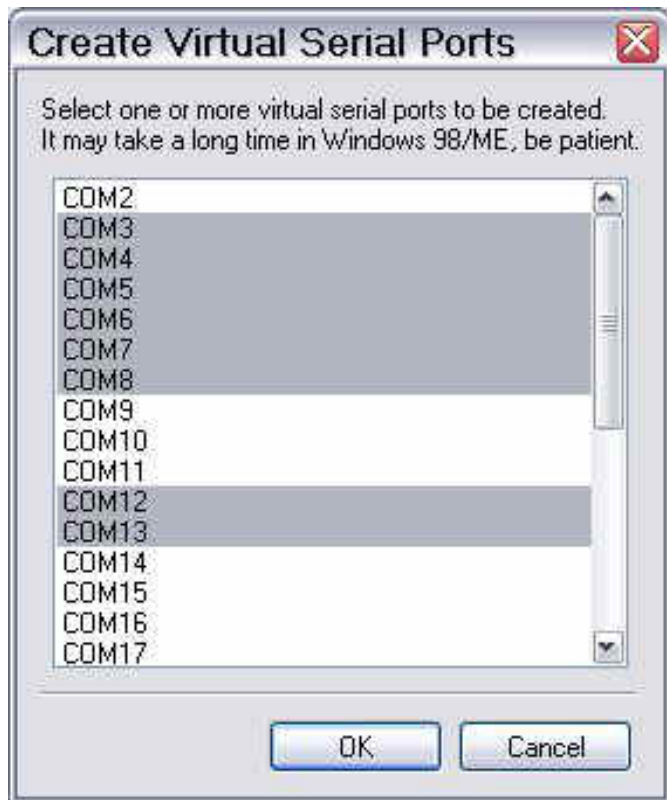 Create Virtual Serial Ports
Select one or more virtual serial ports to be created.
It may take a long time in Windows 98/ME, be patient.
COM2
COM3
COM4
COM5
COM6
COM7
COM8
COM9
COM10
COM11
COM12
COM13
COM14
COM15
COM16
COM17
OK
Cancel